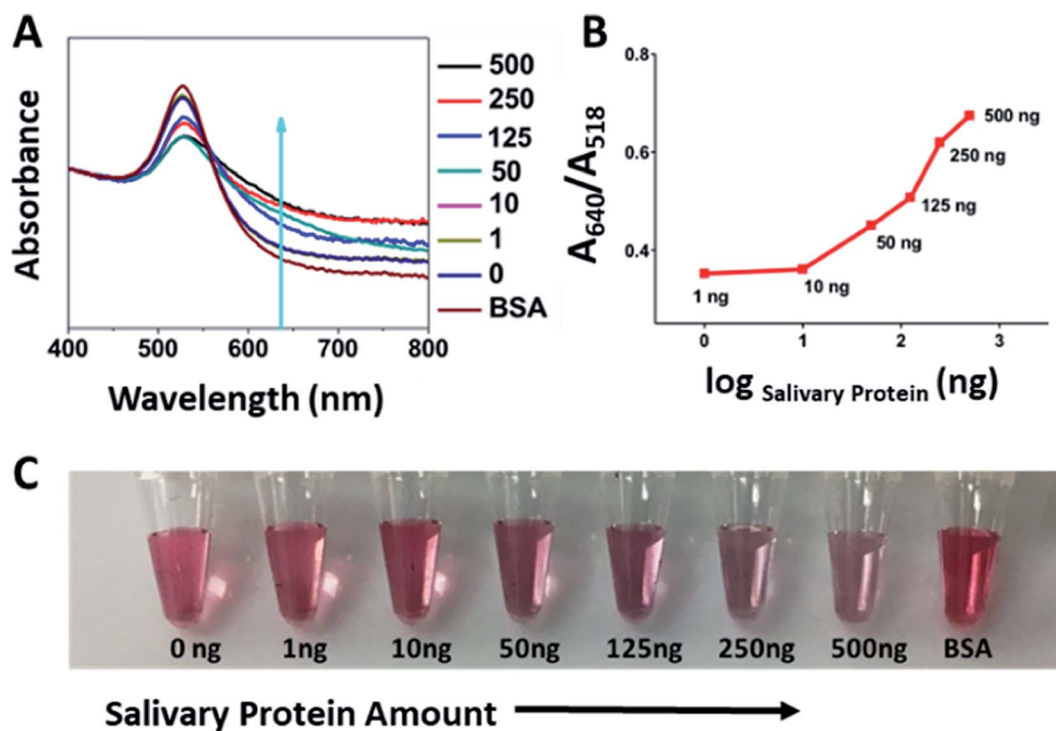 A
Absorbance
400 500 600 700 800
Wavelength (nm)
500
250
125
50
10
1
0
BSA
B
A640/A518
0.8
0.6
0.4
500 ng
250 ng
125 ng
50 ng
10 ng
1 ng
0 1 2 3
log Salivary Protein (ng)
C
0 ng 1ng 10ng 50ng 125ng 250ng 500ng BSA
Salivary Protein Amount